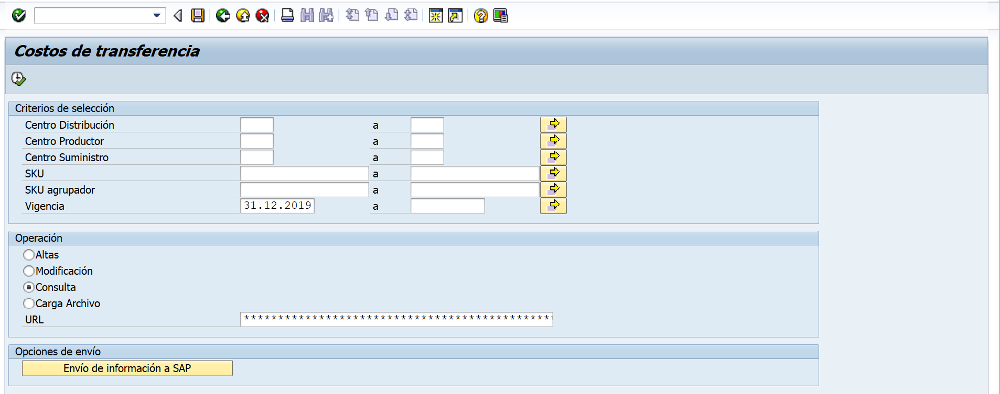 Costos de transferencia
Criterios de selección
Centro Distribución a
Centro Productor a
Centro Suministro a
SKU a
SKU agrupador a
Vigencia 31.12.2019 a
Operación
Altas
Modificación
Consulta
Carga Archivo
URL **********************************************
Opciones de envío
Envío de información a SAP